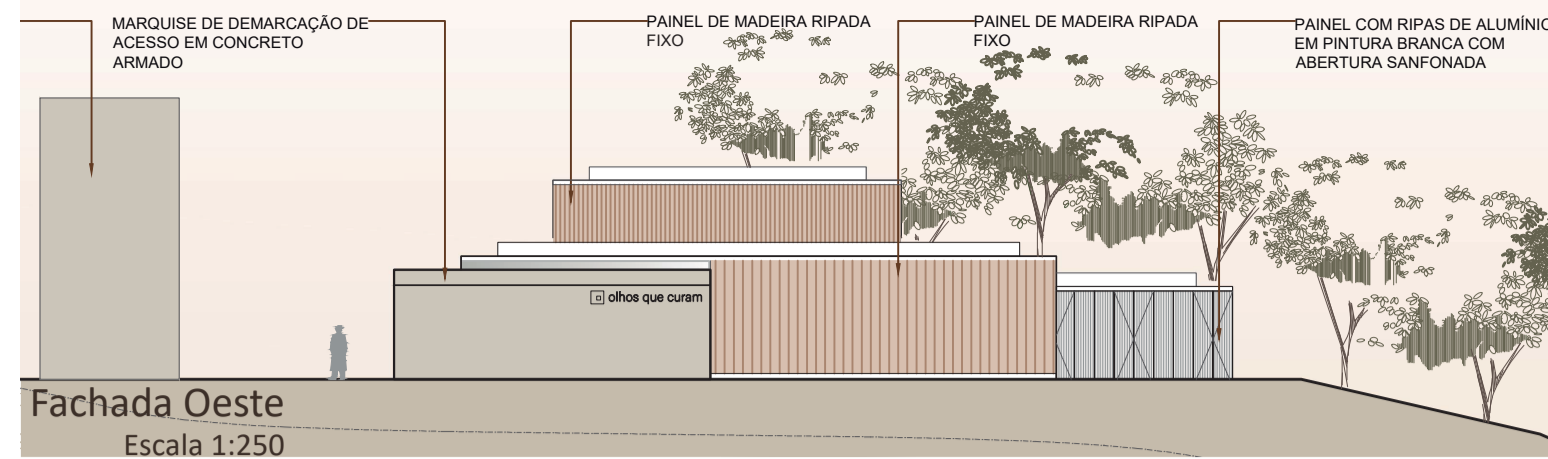 MARQUISE DE DEMARCAÇÃO DE
ACESSO EM CONCRETO
ARMADO
PAINEL DE MADEIRA RIPADA
FIXO
PAINEL DE MADEIRA RIPADA
FIXO
PAINEL COM RIPAS DE ALUMÍNIO
EM PINTURA BRANCA COM
ABERTURA SANFONADA
olhos que curam
Fachada Oeste
Escala 1:250